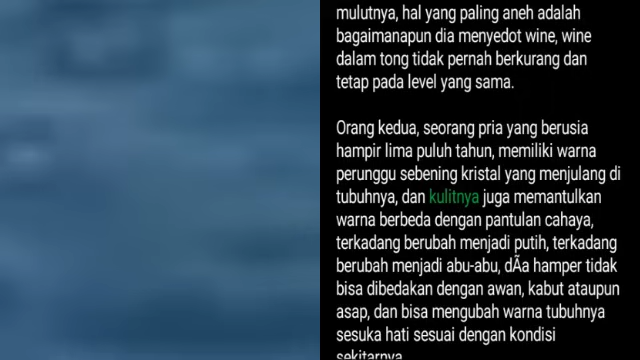 mulutnya, hal yang paling aneh adalah
bagaimanapun dia menyedot wine, wine
dalam tong tidak pernah berkurang dan
tetap pada level yang sama.
Orang kedua, seorang pria yang berusia
hampir lima puluh tahun, memiliki warna
perunggu sebening kristal yang menjulang di
tubuhnya, dan kulitnya juga memantulkan
warna berbeda dengan pantulan cahaya,
terkadang berubah menjadi putih, terkadang
berubah menjadi abu-abu, dÃa hamper tidak
bisa dibedakan dengan awan, kabut ataupun
asap, dan bisa mengubah warna tubuhnya
sesuka hati sesuai dengan kondisi
sekitarnya